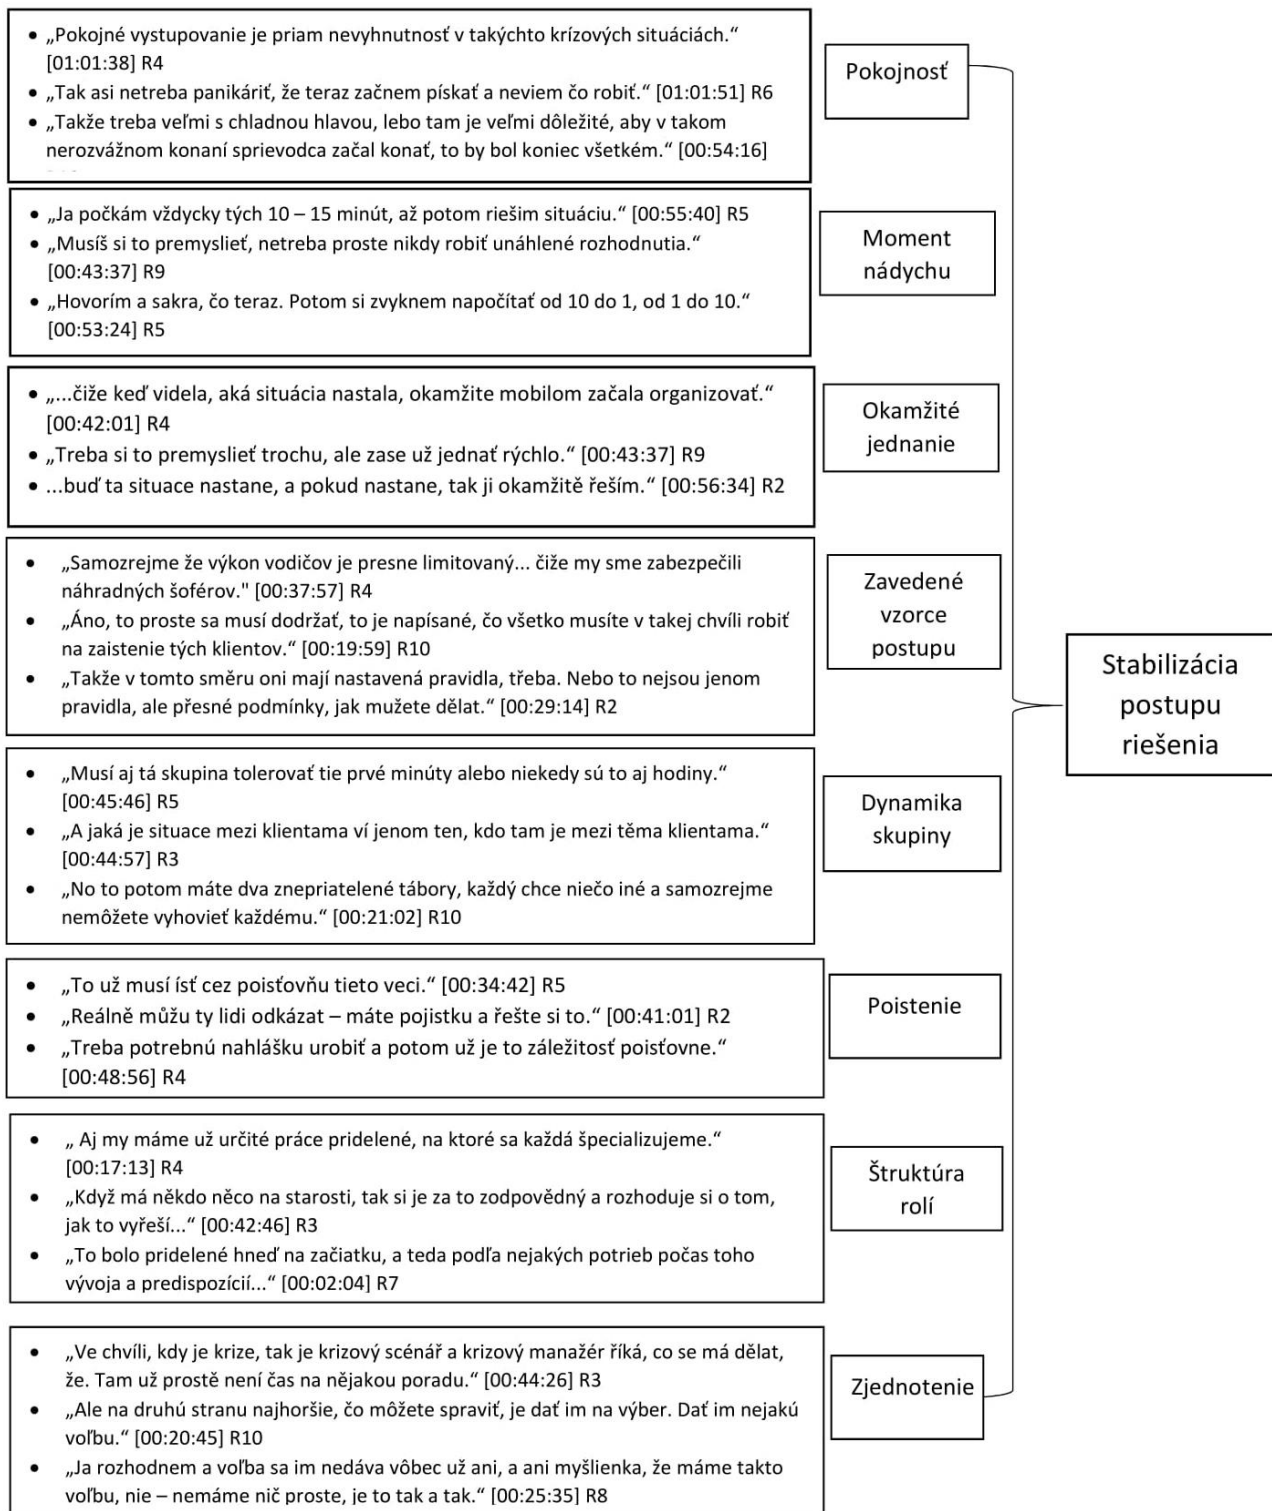 • „Pokojné vystupovanie je priam nevyhnutnosť v takýchto krízových situáciách.“
[01:01:38] R4
• „Tak asi netreba panikáriť, že teraz začnem pískať a neviem čo robiť.“ [01:01:51] R6
• „Takže treba veľmi s chladnou hlavou, lebo tam je veľmi dôležité, aby v takom
nerozvážnom konaní sprievodca začal konať, to by bol koniec všetkém.“ [00:54:16]
Pokojnosť
• „Ja počkám vždycky tých 10 – 15 minút, až potom riešim situáciu.“ [00:55:40] R5
• „Musíš si to premyslieť, netreba proste nikdy robiť unáhlené rozhodnutia.“
[00:43:37] R9
• „Hovorím a sakra, čo teraz. Potom si zvyknem napočítať od 10 do 1, od 1 do 10.“
[00:53:24] R5
Moment
nádychu
• „...čiže keď videla, aká situácia nastala, okamžite mobilom začala organizovať.“
[00:42:01] R4
• „Treba si to premyslieť trochu, ale zase už jednať rýchlo.“ [00:43:37] R9
• ...buď ta situace nastane, a pokud nastane, tak ji okamžitě řeším.“ [00:56:34] R2
Okamžité
jednanie
• „Samozrejme že výkon vodičov je presne limitovaný... čiže my sme zabezpečili
náhradných šoférov." [00:37:57] R4
• „Áno, to proste sa musí dodržať, to je napísané, čo všetko musíte v takej chvíli robiť
na zaistenie tých klientov.“ [00:19:59] R10
• „Takže v tomto směru oni mají nastavená pravidla, třeba. Nebo to nejsou jenom
pravidla, ale přesné podmínky, jak mužete dělat.“ [00:29:14] R2
Zavedené
vzorce
postupu
• „Musí aj tá skupina tolerovať tie prvé minúty alebo niekedy sú to aj hodiny.“
[00:45:46] R5
• „A jaká je situace mezi klientama ví jenom ten, kdo tam je mezi těma klientama.“
[00:44:57] R3
• „No to potom máte dva znepriatelené tábory, každý chce niečo iné a samozrejme
nemôžete vyhovieť každému.“ [00:21:02] R10
Dynamika
skupiny
• „To už musí ísť cez poisťovňu tieto veci.“ [00:34:42] R5
• „Reálně můžu ty lidi odkázat – máte pojistku a řešte si to.“ [00:41:01] R2
• „Treba potrebnú nahlášku urobiť a potom už je to záležitosť poisťovne.“
[00:48:56] R4
Poistenie
• „ Aj my máme už určité práce pridelené, na ktoré sa každá špecializujeme.“
[00:17:13] R4
• „Když má někdo něco na starosti, tak si je za to zodpovědný a rozhoduje si o tom,
jak to vyřeší...“ [00:42:46] R3
• „To bolo pridelené hneď na začiatku, a teda podľa nejakých potrieb počas toho
vývoja a predispozícií...“ [00:02:04] R7
Štruktúra
rolí
• „Ve chvíli, kdy je krize, tak je krizový scénář a krizový manažér říká, co se má dělat,
že. Tam už prostě není čas na nějakou poradu.“ [00:44:26] R3
• „Ale na druhú stranu najhoršie, čo môžete spraviť, je dať im na výber. Dať im nejakú
voľbu.“ [00:20:45] R10
• „Ja rozhodnem a voľba sa im nedáva vôbec už ani, a ani myšlienka, že máme takto
voľbu, nie – nemáme nič proste, je to tak a tak.“ [00:25:35] R8
Zjednotenie
Stabilizácia
postupu
riešenia